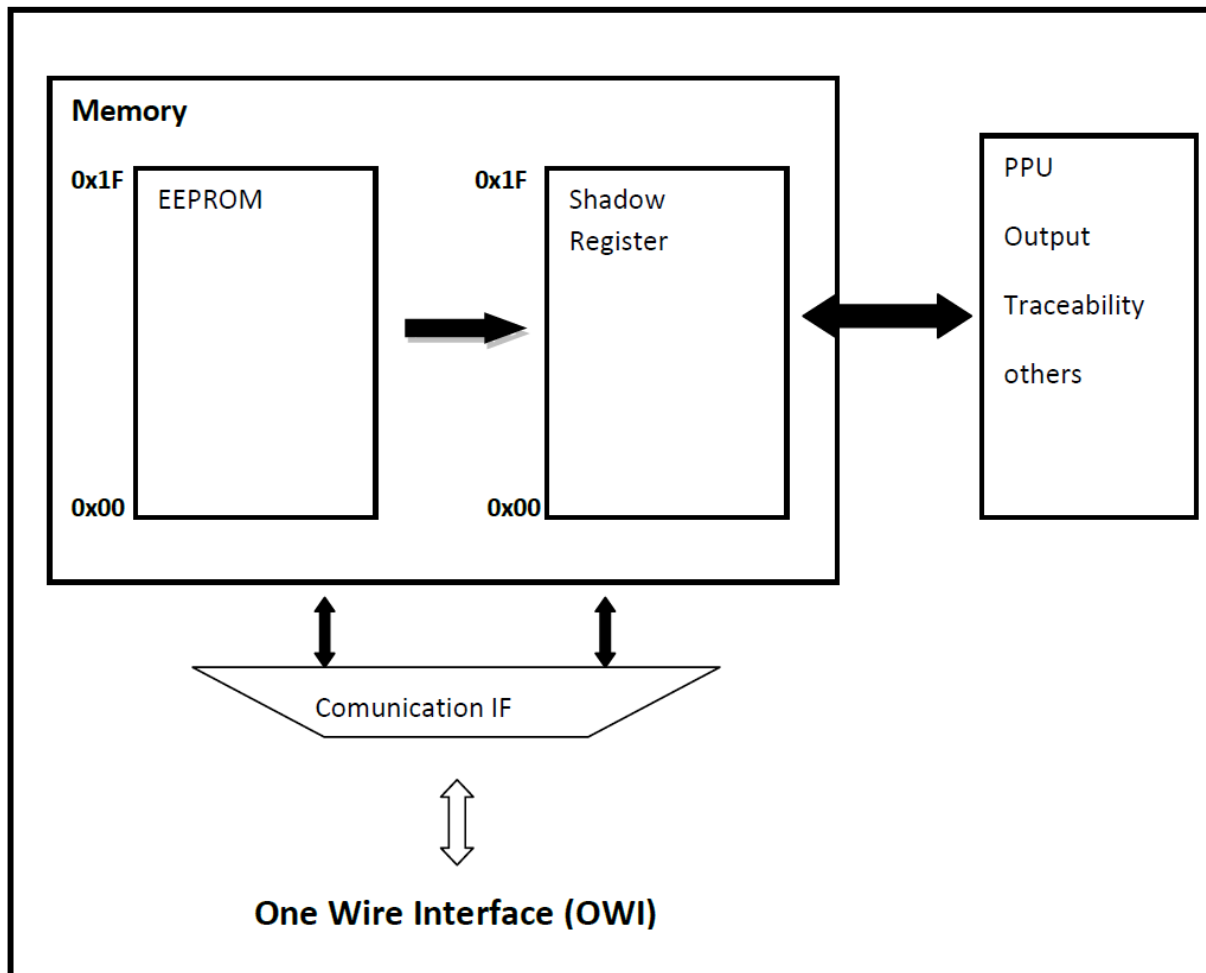 Memory
0x1F
EEPROM
0x00
0x1F
Shadow
Register
0x00
PPU
Output
Traceability
others
Comunication IF
One Wire Interface (OWI)